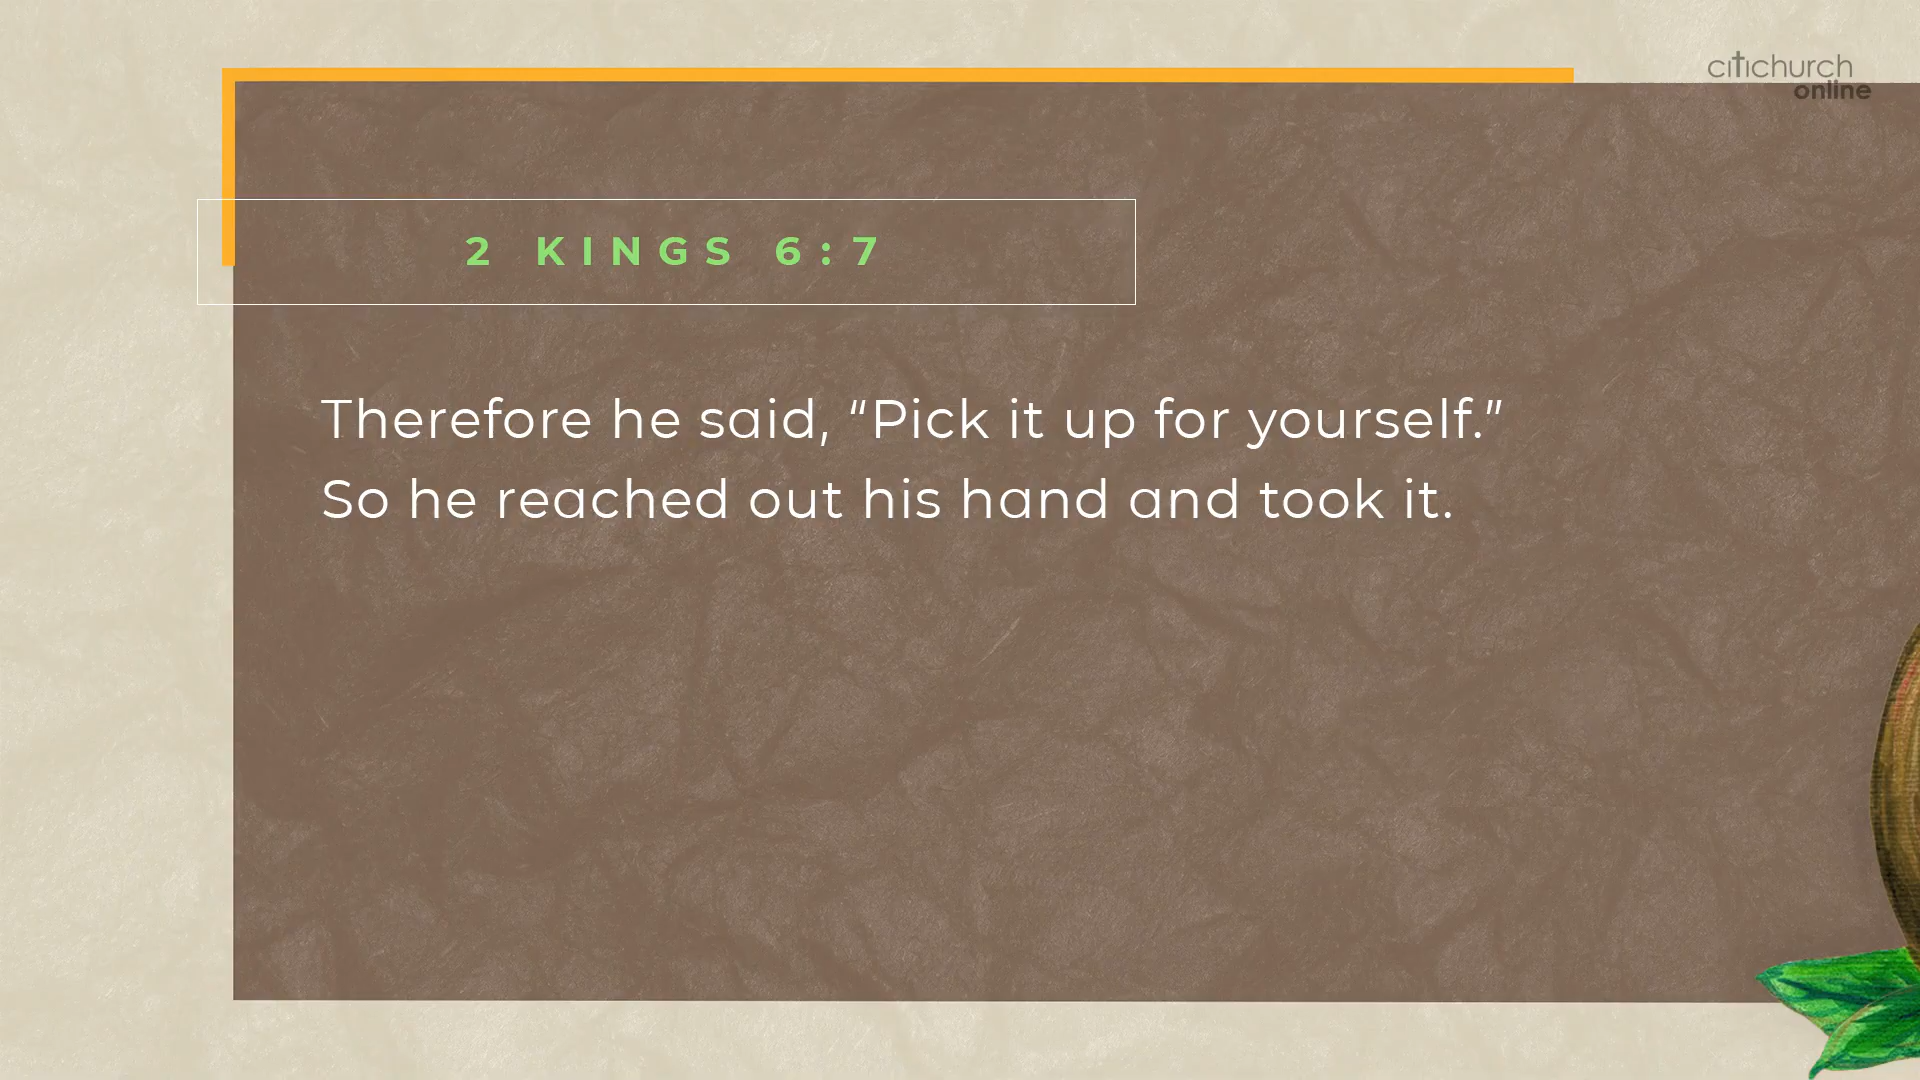 citichurch
online
2 KINGS 6:7
Therefore he said, “Pick it up for yourself.”
So he reached out his hand and took it.